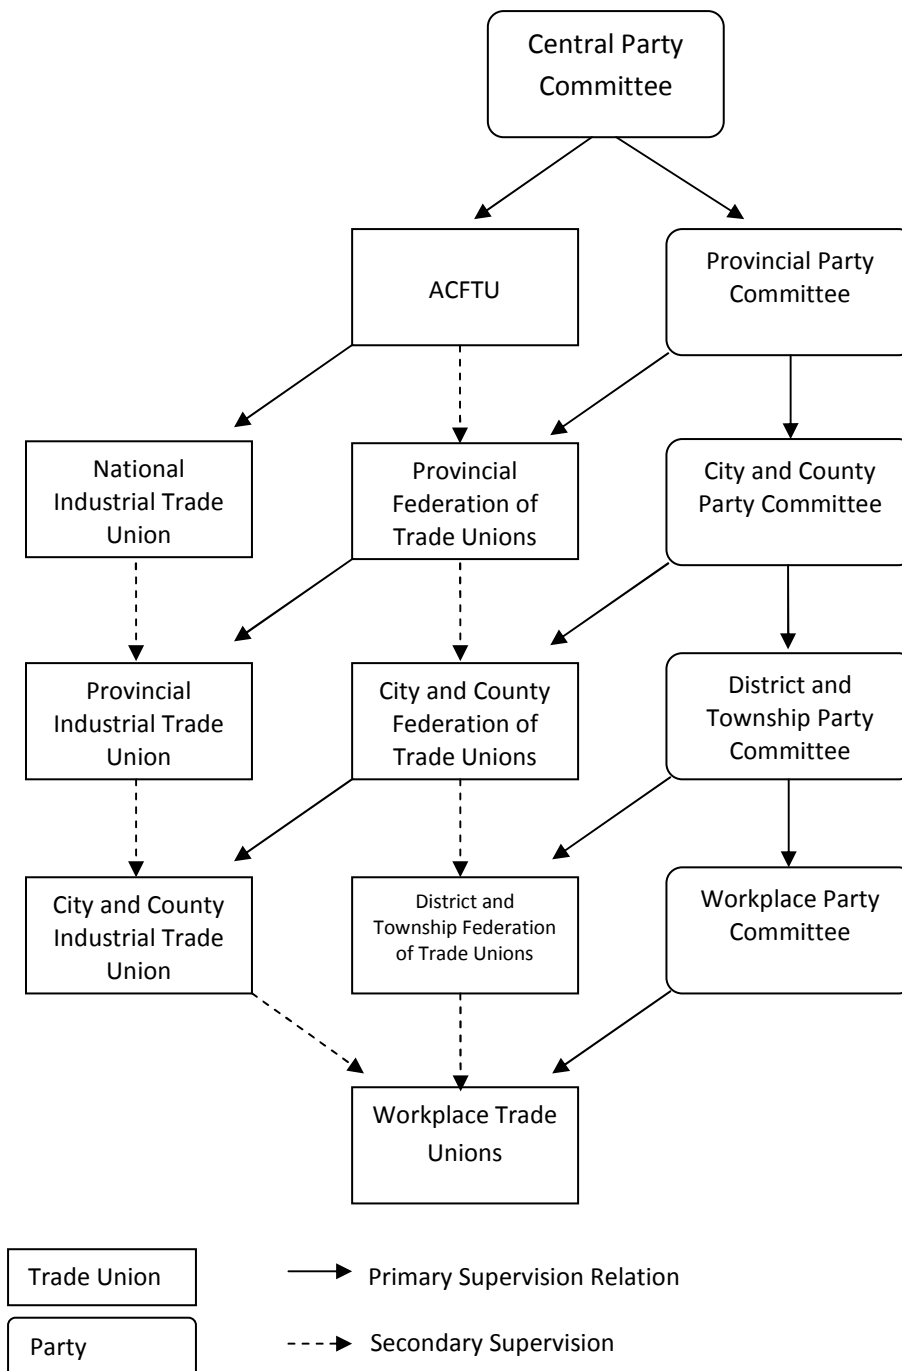 Central Party
Committee
ACFTU
Provincial Party
Committee
National
Industrial Trade
Union
Provincial
Federation of
Trade Unions
City and County
Party Committee
Provincial
Industrial Trade
Union
City and County
Federation of
Trade Unions
District and
Township Party
Committee
City and County
Industrial Trade
Union
District and
Township Federation
of Trade Unions
Workplace Party
Committee
Workplace Trade
Unions
Trade Union
Primary Supervision Relation
Party
Secondary Supervision